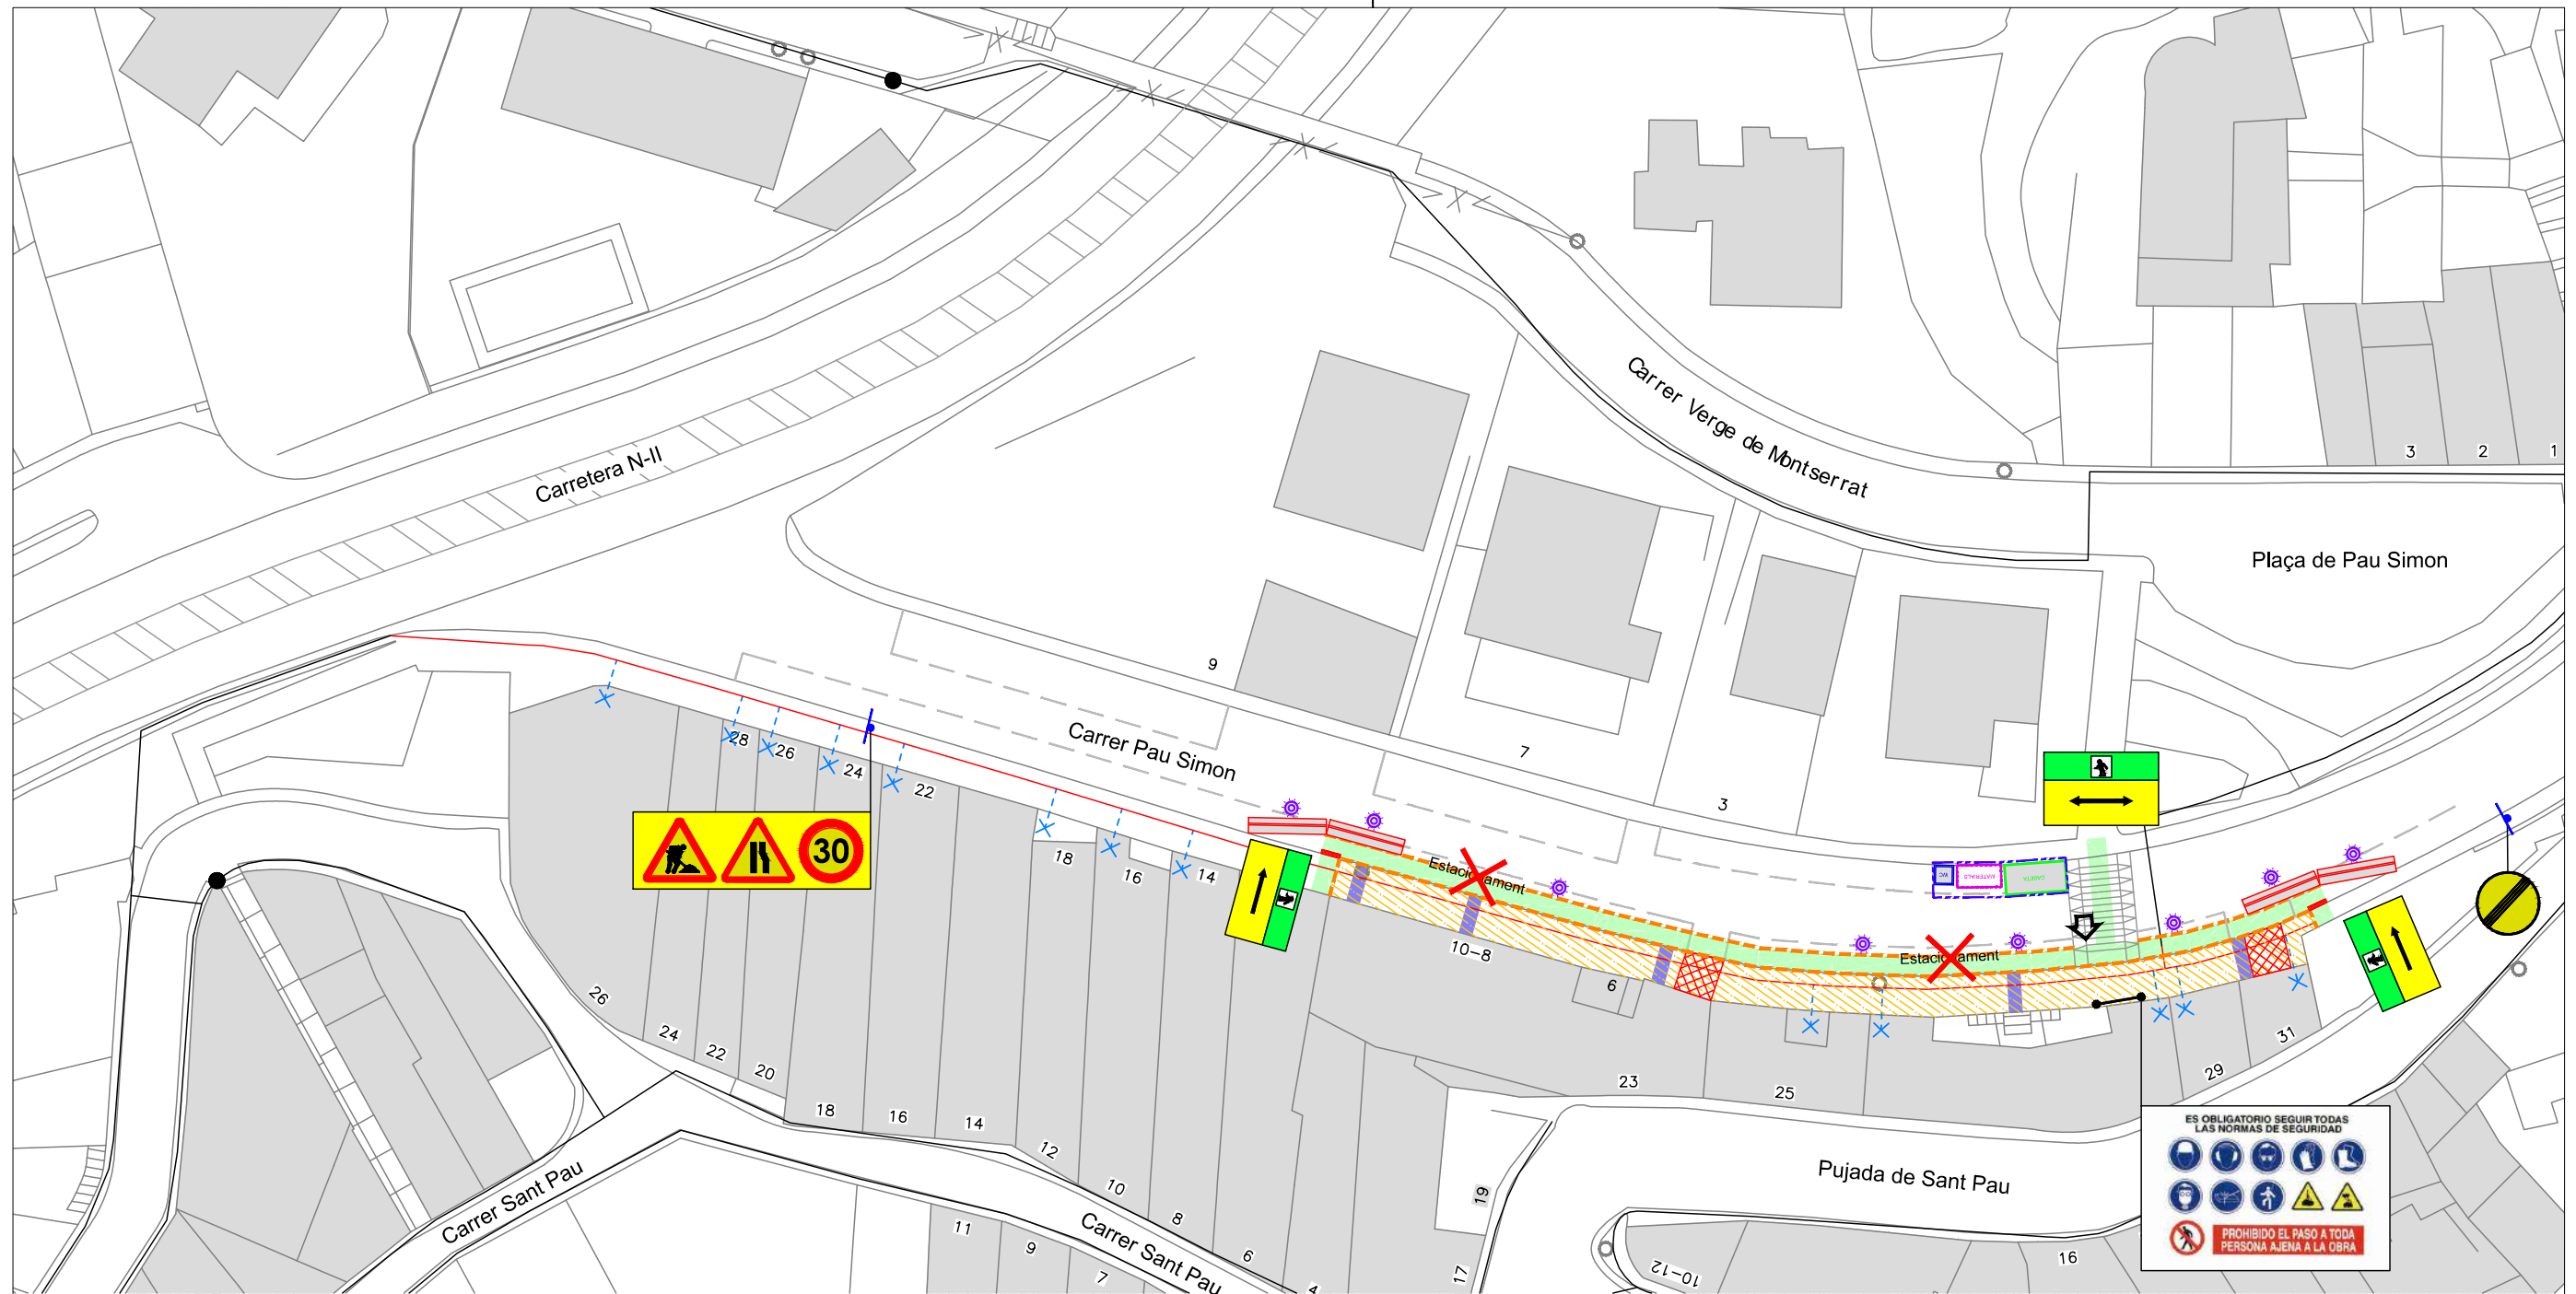 Carrer Verge de Montserrat
3
2
1
Carretera N-II
Plaça de Pau Simon
9
Carrer Pau Simon
7
3
28
26
24
22
18
16
14
30
Estacionament
Estacionament
WC
MATERIALS
CASETA
10-8
6
26
24
22
20
18
16
14
12
10
8
6
4
23
25
29
31
19
17
Pujada de Sant Pau
Carrer Sant Pau
Carrer Sant Pau
11
9
7
10-12
16
ES OBLIGATORIO SEGUIR TODAS
LAS NORMAS DE SEGURIDAD
PROHIBIDO EL PASO A TODA
PERSONA AJENA A LA OBRA